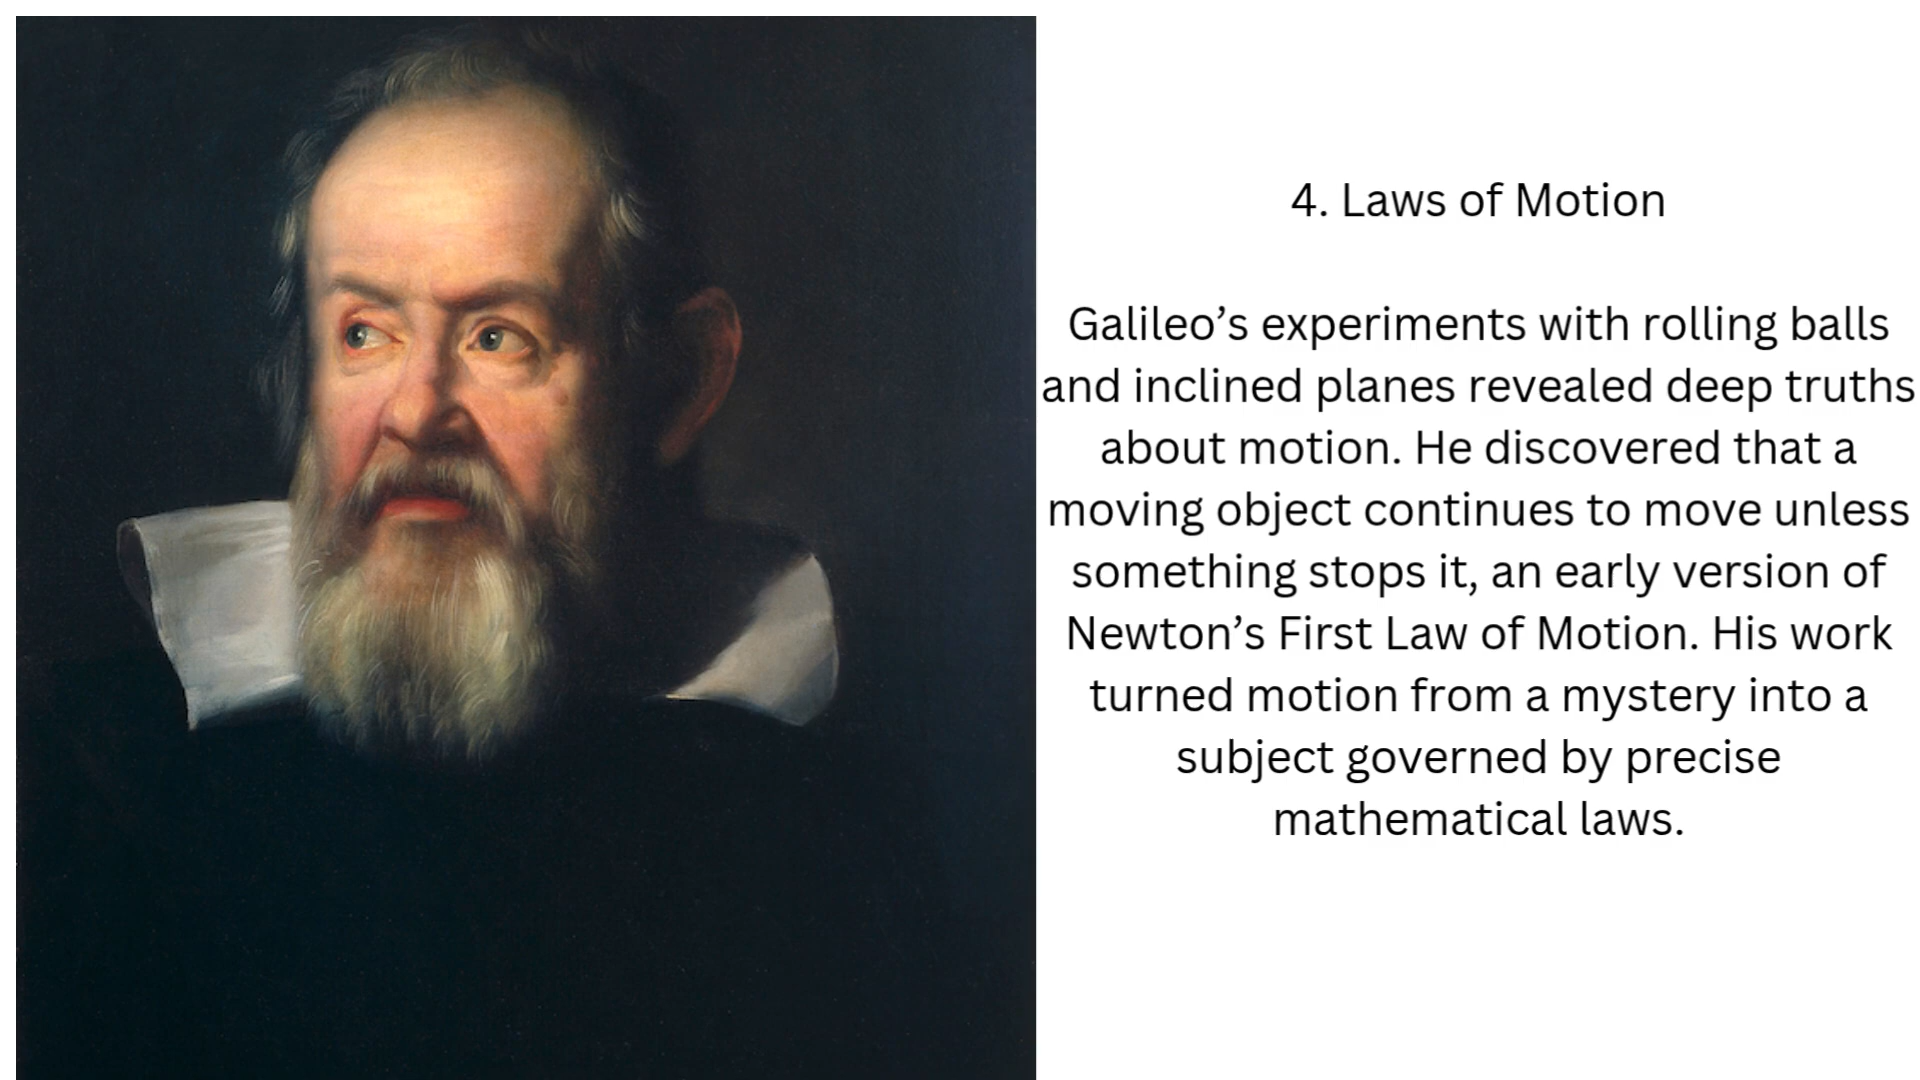 4. Laws of Motion
Galileo’s experiments with rolling balls
and inclined planes revealed deep truths
about motion. He discovered that a
moving object continues to move unless
something stops it, an early version of
Newton’s First Law of Motion. His work
turned motion from a mystery into a
subject governed by precise
mathematical laws.